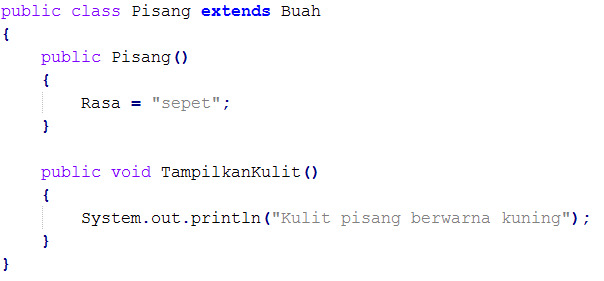 public class Pisang extends Buah
{
    public Pisang()
    {
        Rasa = "sepet";
    }

    public void TampilkanKulit()
    {
        System.out.println("Kulit pisang berwarna kuning");
    }
}